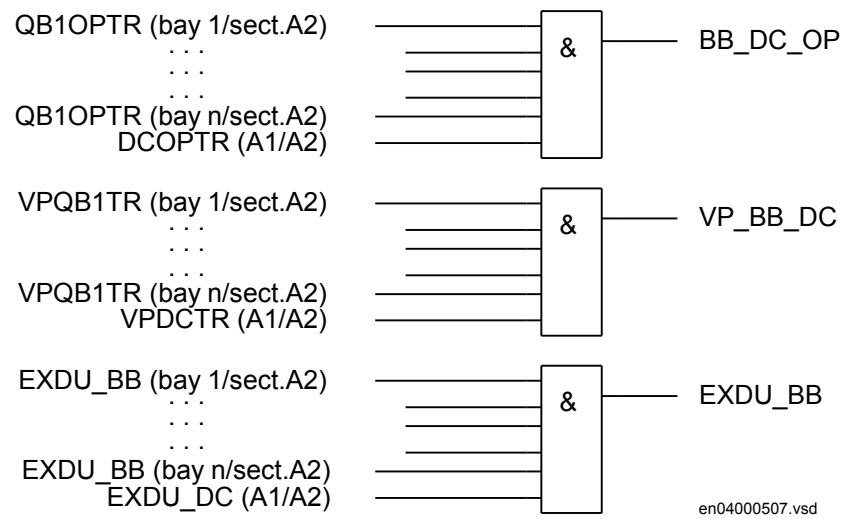 QB1OPTR (bay 1/sect.A2)
. . .
. . .
. . .
QB1OPTR (bay n/sect.A2)
DCOPTR (A1/A2)
&
BB_DC_OP
VPQB1TR (bay 1/sect.A2)
. . .
. . .
. . .
VPQB1TR (bay n/sect.A2)
VPDCTR (A1/A2)
&
VP_BB_DC
EXDU_BB (bay 1/sect.A2)
. . .
. . .
. . .
EXDU_BB (bay n/sect.A2)
EXDU_DC (A1/A2)
&
EXDU_BB
en04000507.vsd